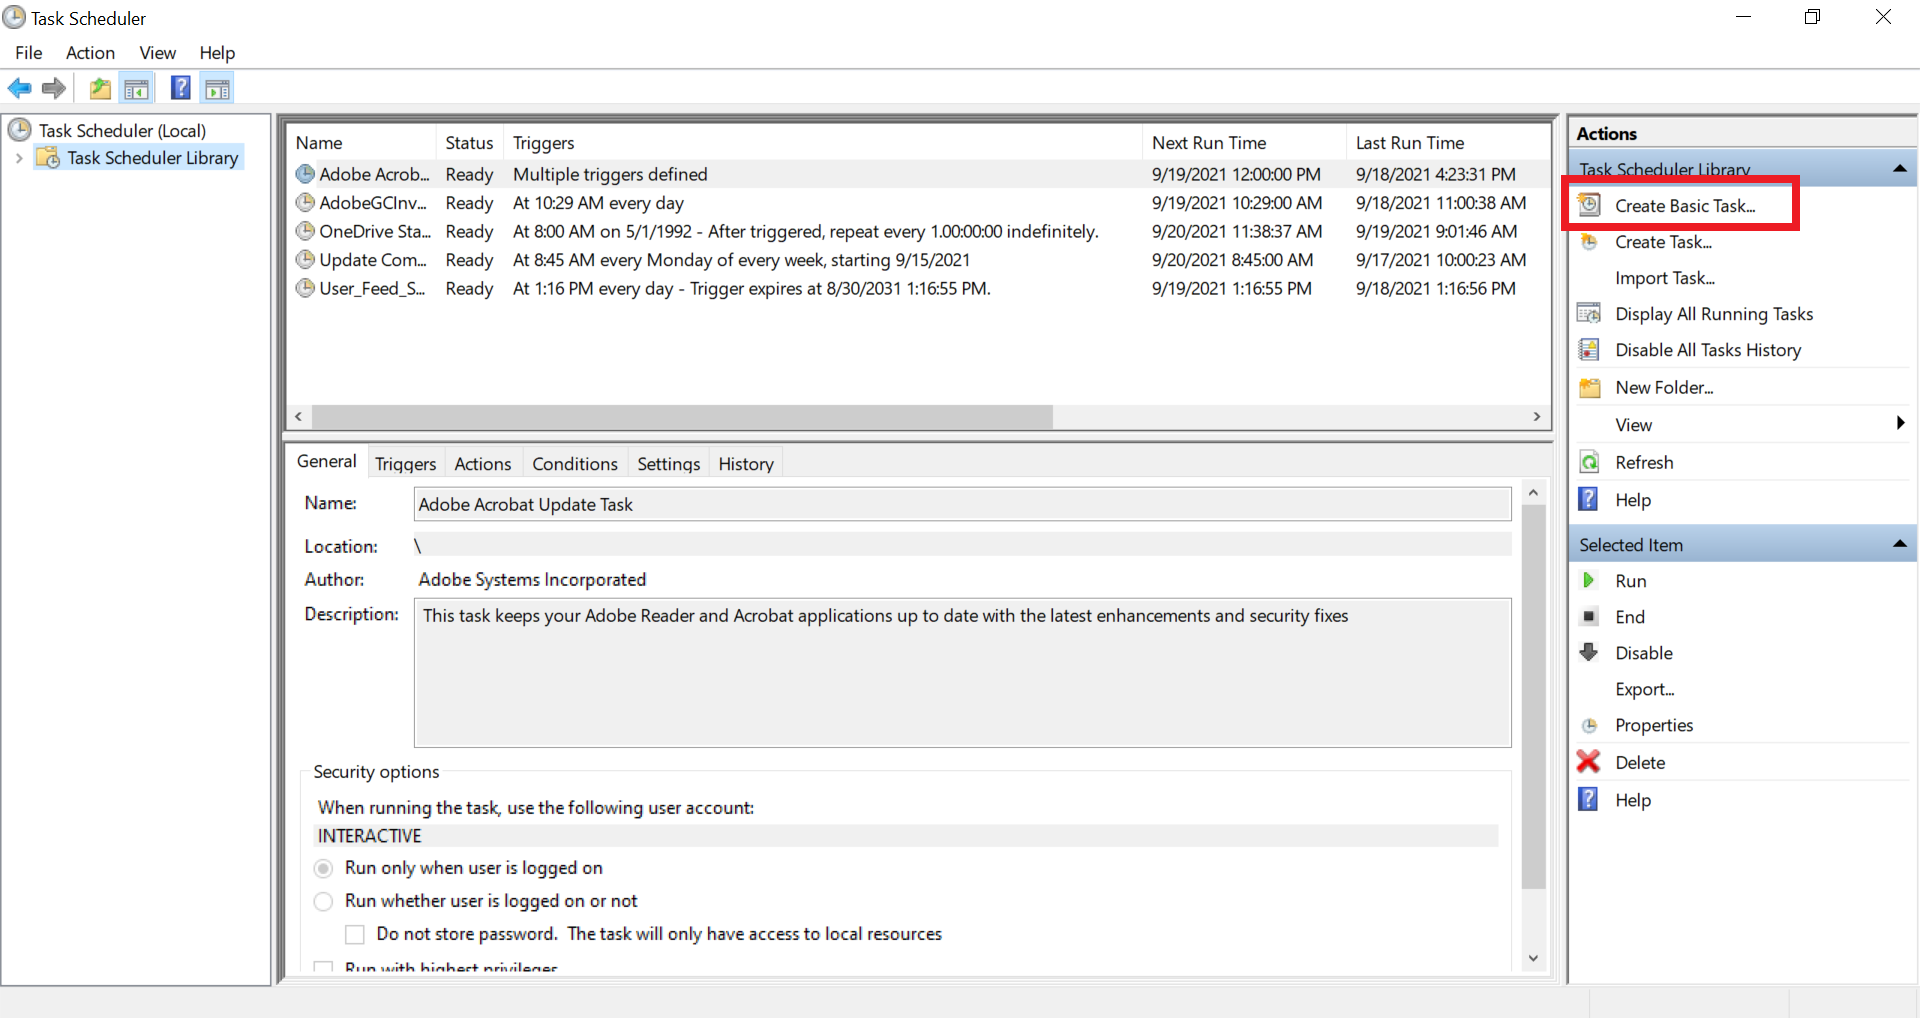 Task Scheduler
File Action View Help
Task Scheduler (Local)
Task Scheduler Library
Name Status Triggers Next Run Time Last Run Time
Adobe Acrob... Ready Multiple triggers defined 9/19/2021 12:00:00 PM 9/18/2021 4:23:31 PM
AdobeGCInv... Ready At 10:29 AM every day 9/19/2021 10:29:00 AM 9/18/2021 11:00:38 AM
OneDrive Sta... Ready At 8:00 AM on 5/1/1992 - After triggered, repeat every 1.00:00:00 indefinitely. 9/20/2021 11:38:37 AM 9/19/2021 9:01:46 AM
Update Com... Ready At 8:45 AM every Monday of every week, starting 9/15/2021 9/20/2021 8:45:00 AM 9/17/2021 10:00:23 AM
User_Feed_S... Ready At 1:16 PM every day - Trigger expires at 8/30/2031 1:16:55 PM. 9/19/2021 1:16:55 PM 9/18/2021 1:16:56 PM
General Triggers Actions Conditions Settings History
Name: Adobe Acrobat Update Task
Location: \
Author: Adobe Systems Incorporated
Description: This task keeps your Adobe Reader and Acrobat applications up to date with the latest enhancements and security fixes
Security options
When running the task, use the following user account:
INTERACTIVE
Run only when user is logged on
Run whether user is logged on or not
Do not store password. The task will only have access to local resources
Run with highest privileges
Actions
Task Scheduler Library
Create Basic Task...
Create Task...
Import Task...
Display All Running Tasks
Disable All Tasks History
New Folder...
View
Refresh
Help
Selected Item
Run
End
Disable
Export...
Properties
Delete
Help